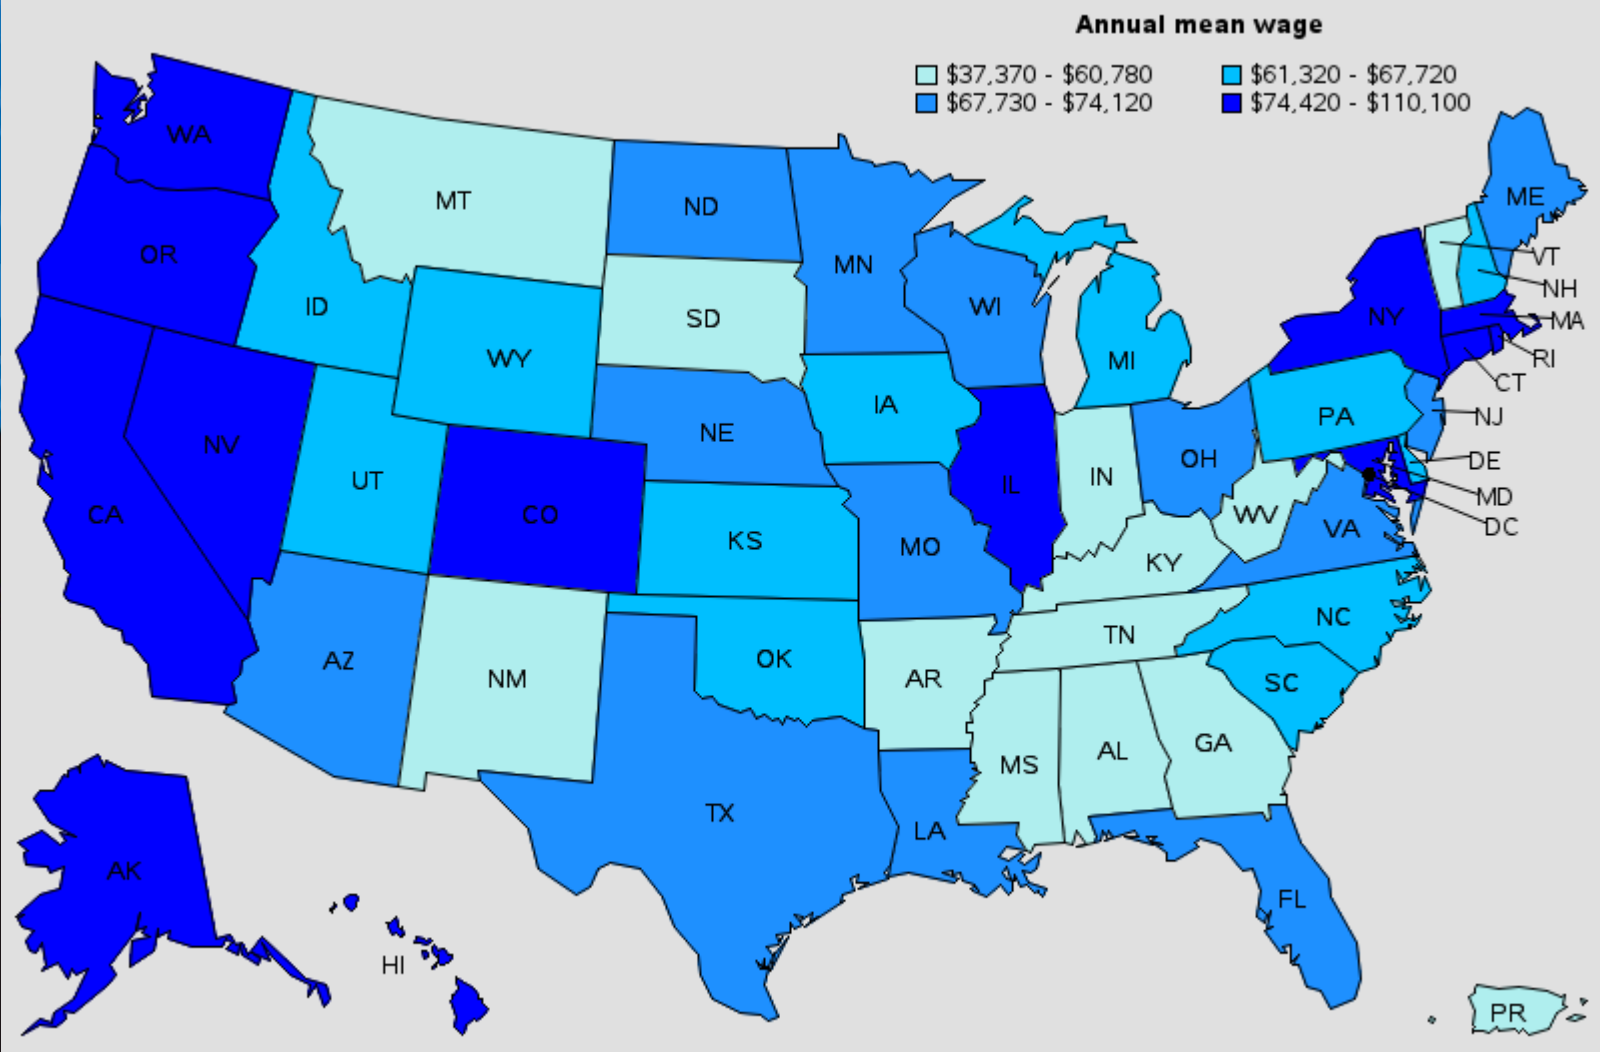 Annual mean wage
$37,370 - $60,780 $61,320 - $67,720
$67,730 - $74,120 $74,420 - $110,100
WA
MT
ND
ME
OR
MN
VT
ID
SD
WI
NH
NY
MA
WY
MI
RI
CT
IA
PA
NJ
NV
NE
OH
DE
UT
IN
MD
CA
CO
IL
WV
VA
DC
KS
MO
KY
NC
TN
AZ
NM
OK
AR
SC
MS
AL
GA
TX
LA
AK
FL
HI
PR